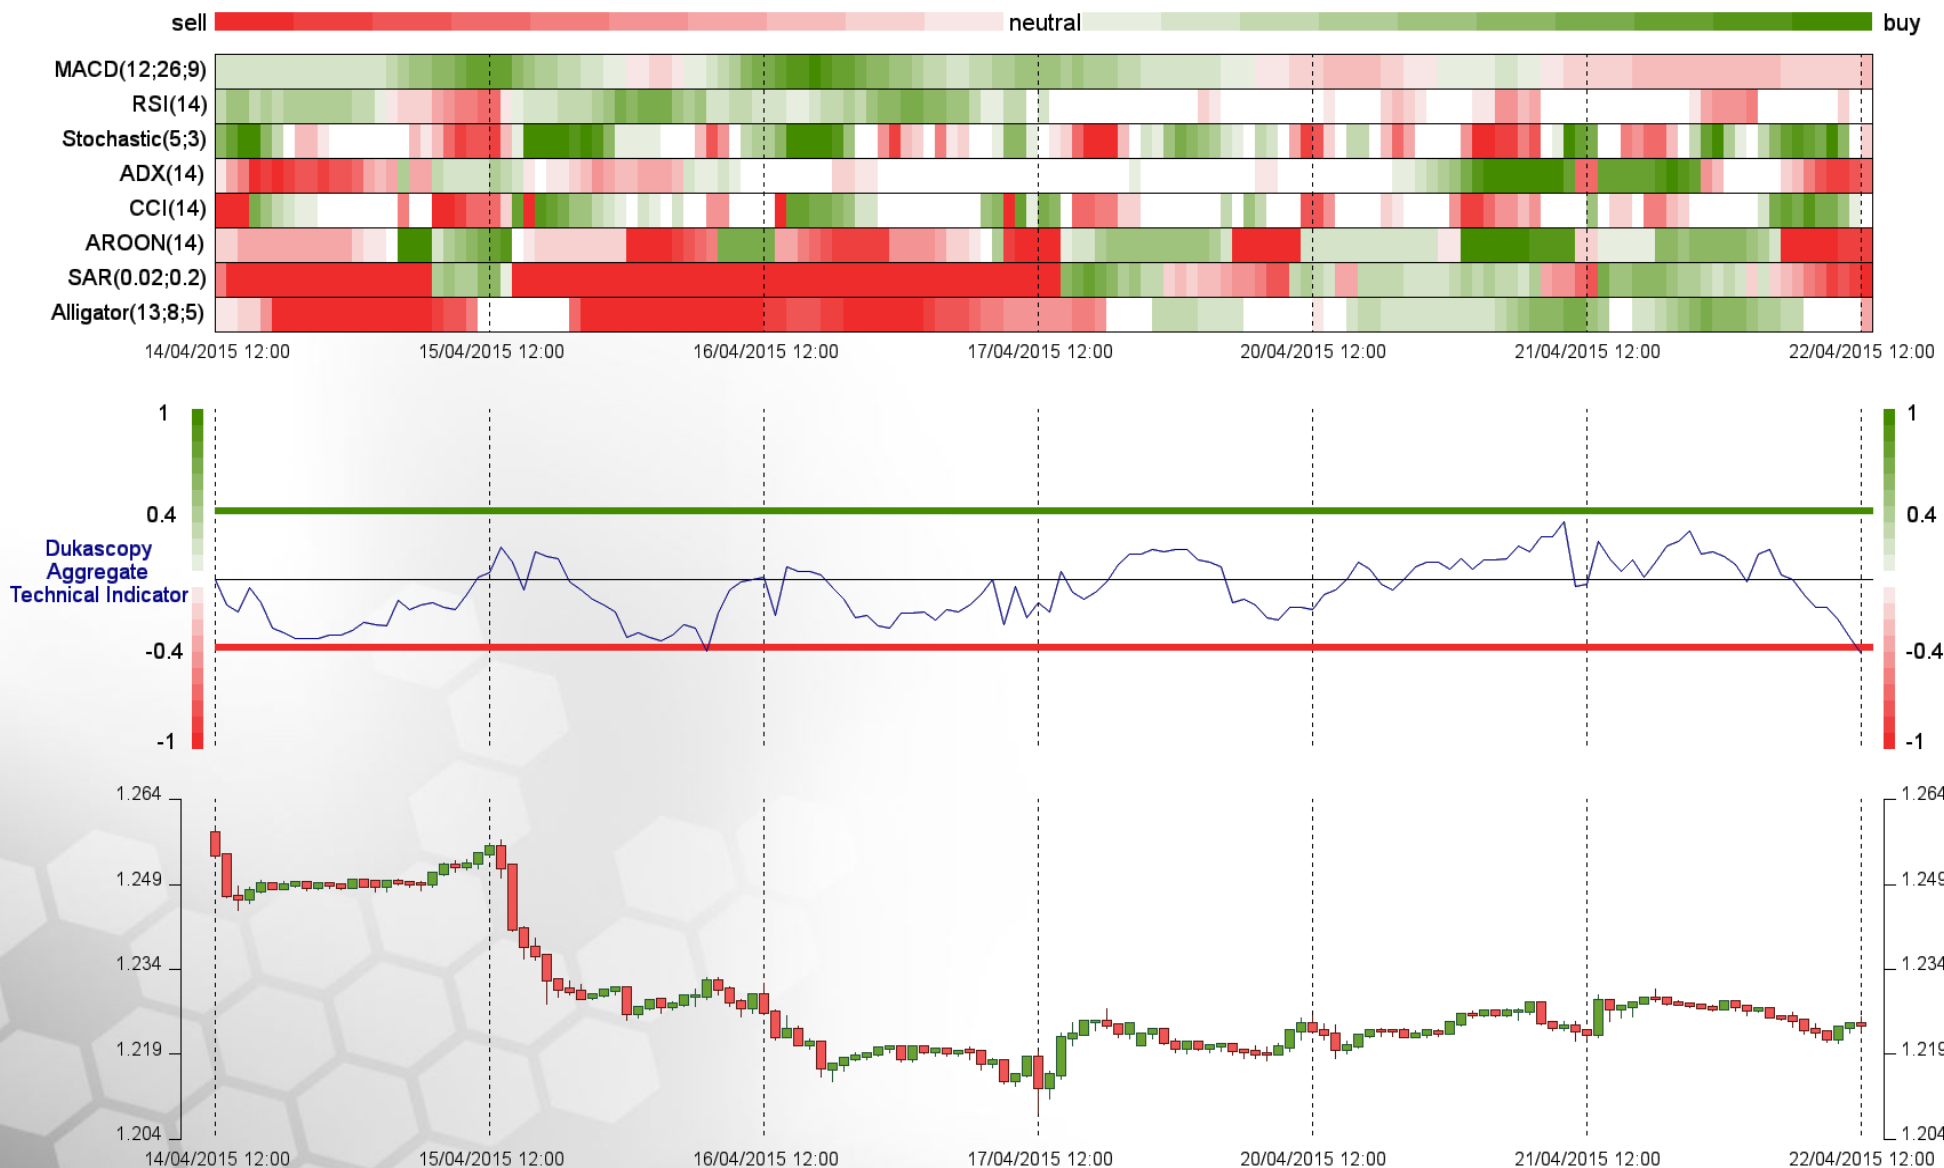 sell neutral buy
MACD(12;26;9)
RSI(14)
Stochastic(5;3)
ADX(14)
CCI(14)
AROON(14)
SAR(0.02;0.2)
Alligator(13;8;5)
14/04/2015 12:00 15/04/2015 12:00 16/04/2015 12:00 17/04/2015 12:00 20/04/2015 12:00 21/04/2015 12:00 22/04/2015 12:00
1 1
0.4 0.4
Dukascopy
Aggregate
Technical Indicator
-0.4 -0.4
-1 -1
1.264 1.264
1.249 1.249
1.234 1.234
1.219 1.219
1.204 1.204
14/04/2015 12:00 15/04/2015 12:00 16/04/2015 12:00 17/04/2015 12:00 20/04/2015 12:00 21/04/2015 12:00 22/04/2015 12:00